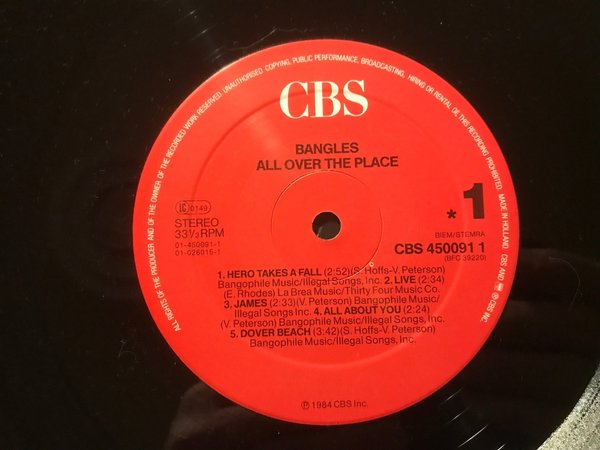 ALL RIGHTS OF THE PRODUCER AND OF THE OWNER OF THE RECORDED WORK RESERVED. UNAUTHORISED COPYING, PUBLIC PERFORMANCE, BROADCASTING, HIRING OR RENTAL OF THIS RECORDING PROHIBITED. MADE IN HOLLAND. CBS AND ARE ® CBS INC.
CBS
BANGLES
ALL OVER THE PLACE
LC 0149
STEREO
33⅓ RPM
01-450091-1
01-026015-1
* 1
BIEM/STEMRA
CBS 450091 1
(BFC 39220)
1. HERO TAKES A FALL (2:52)(S. Hoffs-V. Peterson)
Bangophile Music/Illegal Songs, Inc. 2. LIVE (2:34)
(E. Rhodes) La Brea Music/Thirty Four Music Co.
3. JAMES (2:33)(V. Peterson) Bangophile Music/
Illegal Songs Inc. 4. ALL ABOUT YOU (2:24)
(V. Peterson) Bangophile Music/Illegal Songs, Inc.
5. DOVER BEACH (3:42)(S. Hoffs-V. Peterson)
Bangophile Music/Illegal Songs, Inc.
℗ 1984 CBS Inc.